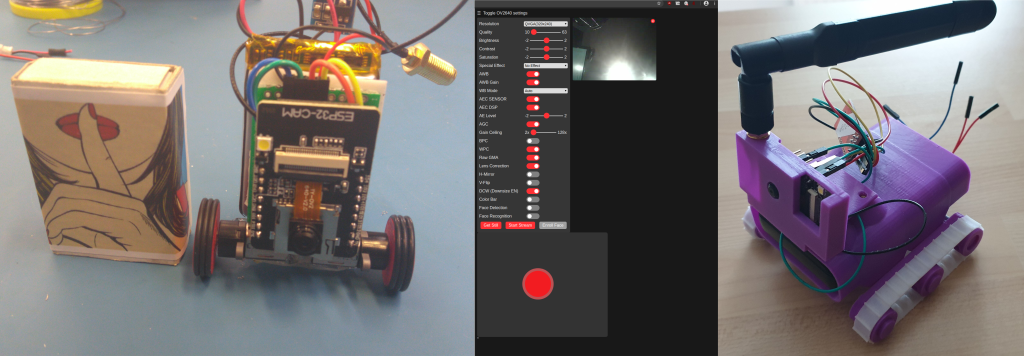 ESP32-CAM
Toggle OV2640 settings
Resolution QVGA(320x240)
Quality 10 63
Brightness -2 2
Contrast -2 2
Saturation -2 2
Special Effect No Effect
AWB
AWB Gain
WB Mode Auto
AEC SENSOR
AEC DSP
AE Level -2 2
AGC
Gain Ceiling 2x 128x
BPC
WPC
Raw GMA
Lens Correction
H-Mirror
V-Flip
DCW (Downsize EN)
Color Bar
Face Detection
Face Recognition
Get Still Start Stream Enroll Face